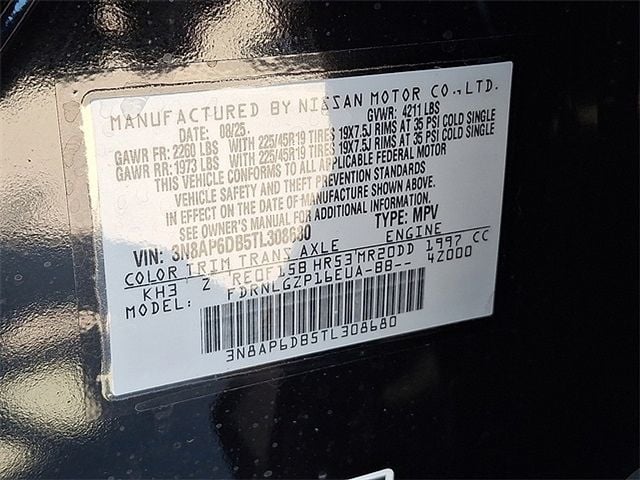 MANUFACTURED BY NISSAN MOTOR CO.,LTD.
DATE: 08/25. GVWR: 4211 LBS
GAWR FR: 2260 LBS WITH 225/45R19 TIRES 19X7.5J RIMS AT 35 PSI COLD SINGLE
GAWR RR: 1973 LBS WITH 225/45R19 TIRES 19X7.5J RIMS AT 35 PSI COLD SINGLE
THIS VEHICLE CONFORMS TO ALL APPLICABLE FEDERAL MOTOR
VEHICLE SAFETY AND THEFT PREVENTION STANDARDS
IN EFFECT ON THE DATE OF MANUFACTURE SHOWN ABOVE.
SEE OWNER'S MANUAL FOR ADDITIONAL INFORMATION.
VIN: 3N8AP6DB5TL308680 TYPE: MPV
COLOR TRIM TRANS AXLE ENGINE
KH3 Z RE0F15B HR53 MR20DD 1997 CC
MODEL: FDRNLGZP16EUA-BB-- 4Z000
3N8AP6DB5TL308680